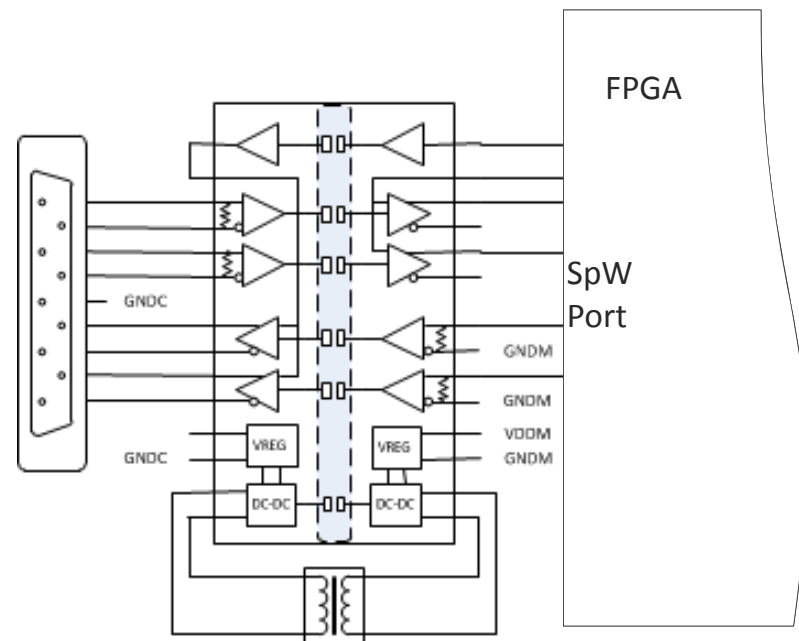 FPGA
SpW
Port
GNDC
GNDM
GNDM
VDDM
VREG
VREG
GNDC
GNDM
DC-DC
DC-DC